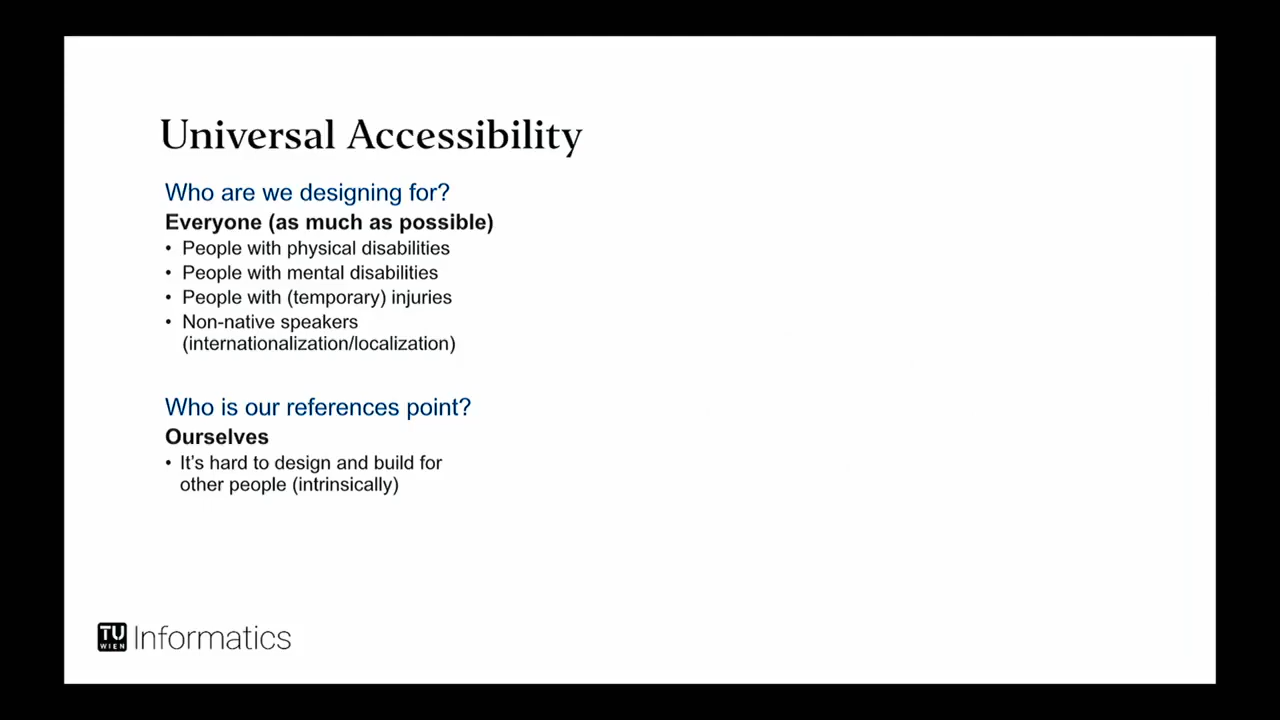 Universal Accessibility
Who are we designing for?
Everyone (as much as possible)
• People with physical disabilities
• People with mental disabilities
• People with (temporary) injuries
• Non-native speakers
(internationalization/localization)
Who is our references point?
Ourselves
• It's hard to design and build for
other people (intrinsically)
TU
WIEN
Informatics